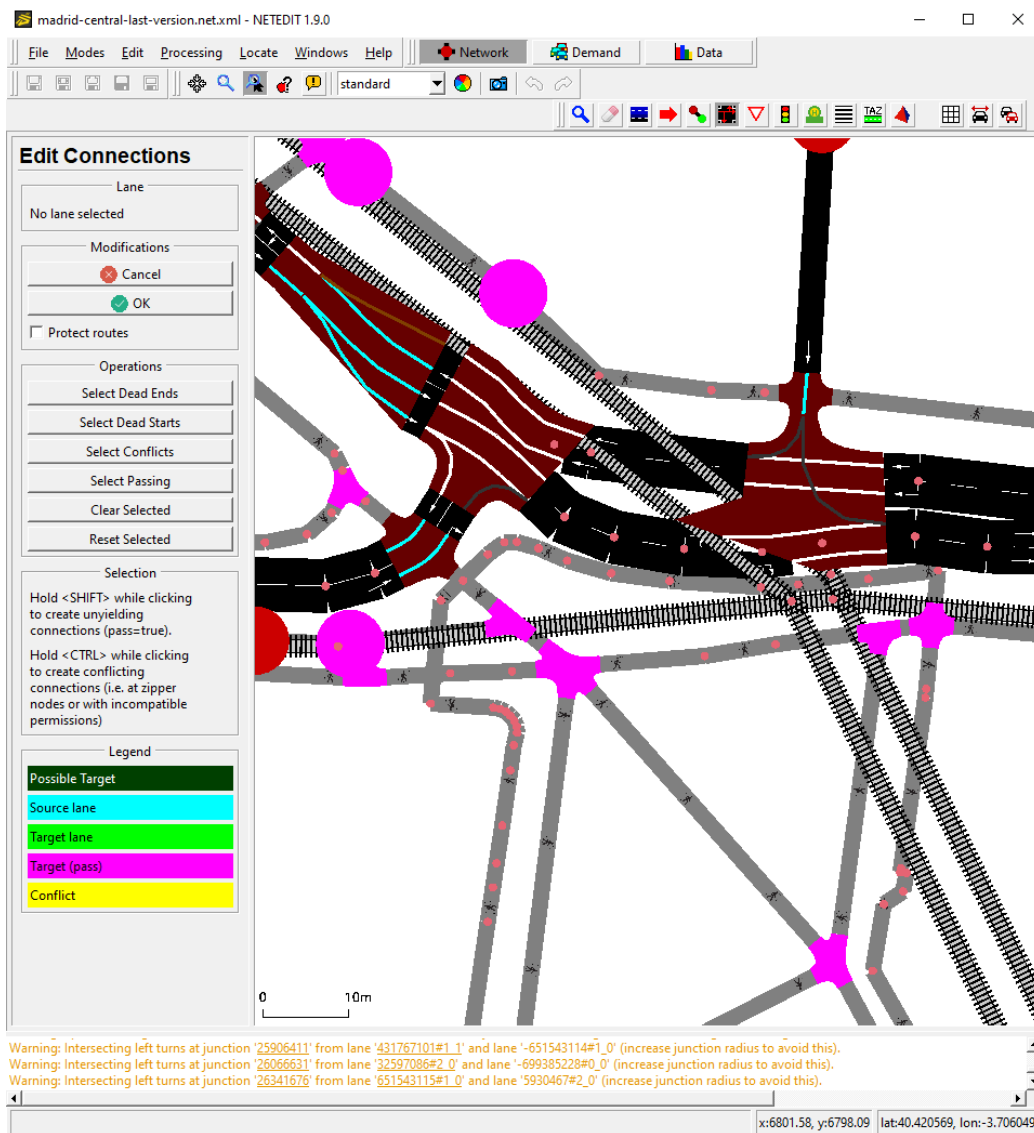 madrid-central-last-version.net.xml - NETEDIT 1.9.0
File Modes Edit Processing Locate Windows Help Network Demand Data
standard
TAZ
Edit Connections
Lane
No lane selected
Modifications
Cancel
OK
Protect routes
Operations
Select Dead Ends
Select Dead Starts
Select Conflicts
Select Passing
Clear Selected
Reset Selected
Selection
Hold <SHIFT> while clicking
to create unyielding
connections (pass=true).
Hold <CTRL> while clicking
to create conflicting
connections (i.e. at zipper
nodes or with incompatible
permissions)
Legend
Possible Target
Source lane
Target lane
Target (pass)
Conflict
0 10m
Warning: Intersecting left turns at junction '25906411' from lane '431767101#1_1' and lane '-651543114#1_0' (increase junction radius to avoid this).
Warning: Intersecting left turns at junction '26066631' from lane '32597086#2_0' and lane '-699385228#0_0' (increase junction radius to avoid this).
Warning: Intersecting left turns at junction '26341676' from lane '651543115#1_0' and lane '5930467#2_0' (increase junction radius to avoid this).
x:6801.58, y:6798.09 lat:40.420569, lon:-3.706049